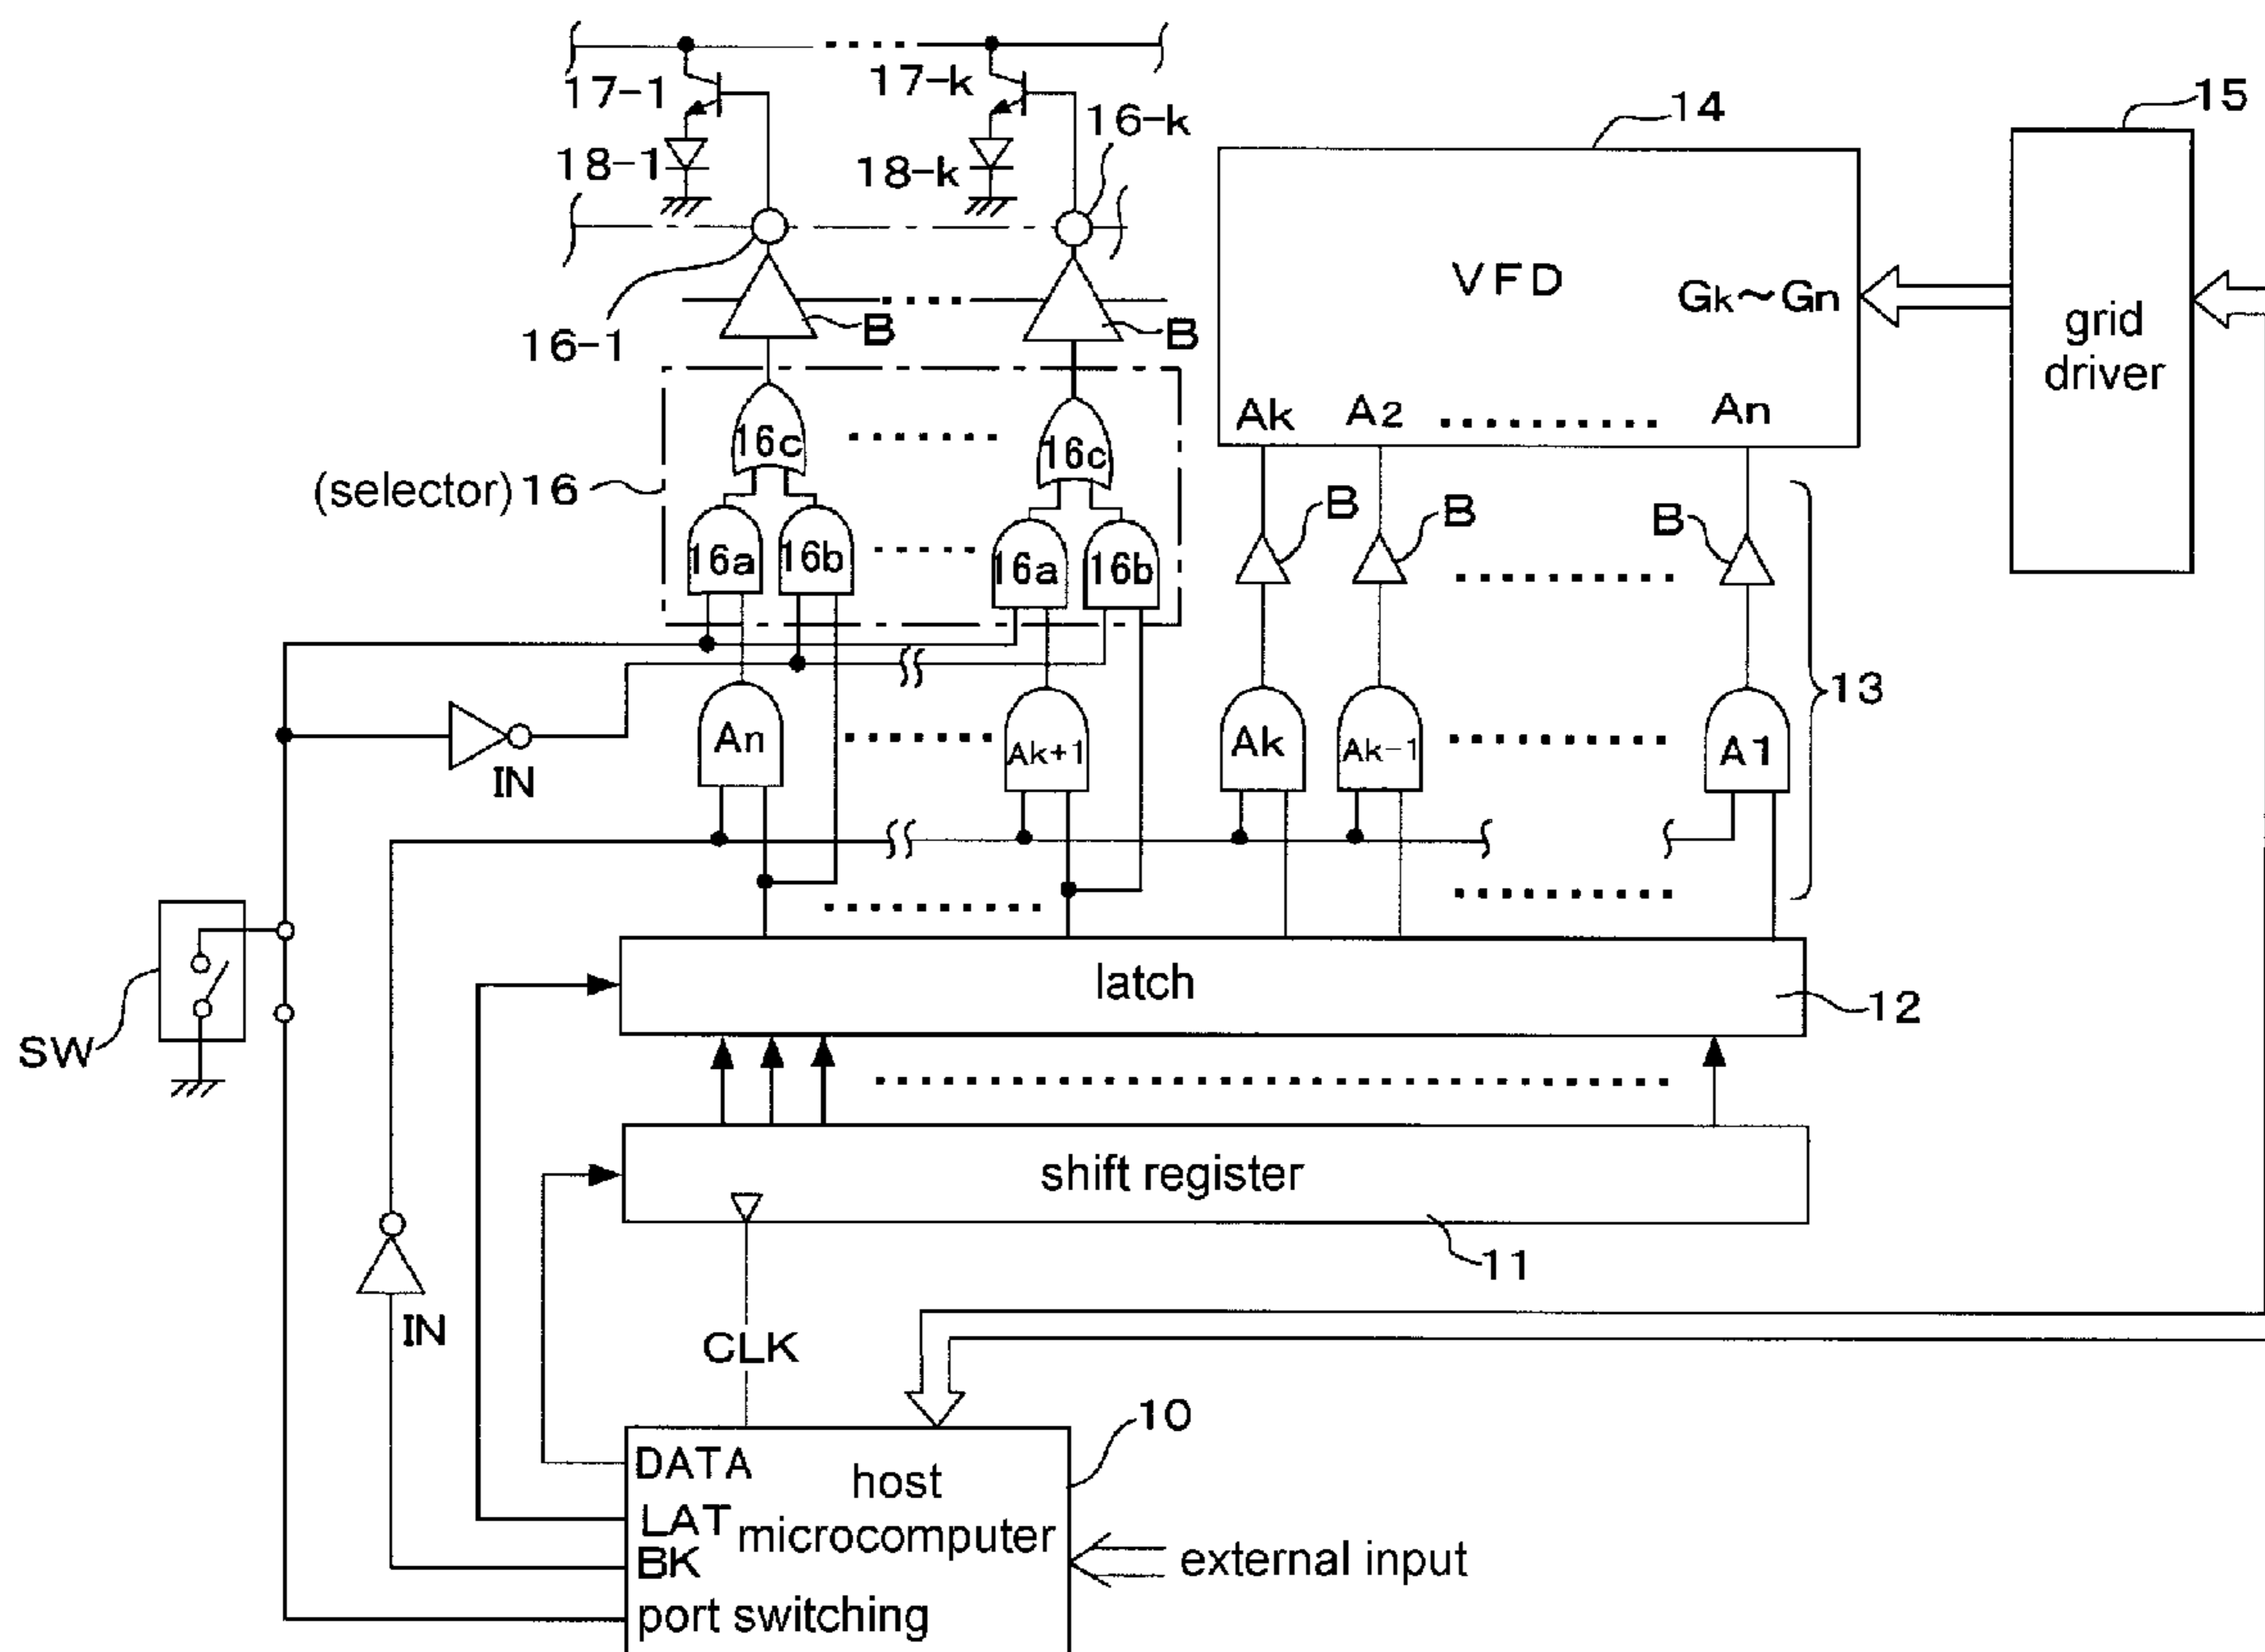 17-1
17-k
16-k
14
15
18-1
18-k
VFD
Gk~Gn
grid
driver
16-1
B
B
Ak
A2
An
16c
16c
(selector) 16
B
B
B
16a
16b
16a
16b
13
An
Ak+1
Ak
Ak-1
A1
IN
SW
latch
12
shift register
11
IN
CLK
10
DATA
host
LAT
microcomputer
BK
external input
port switching